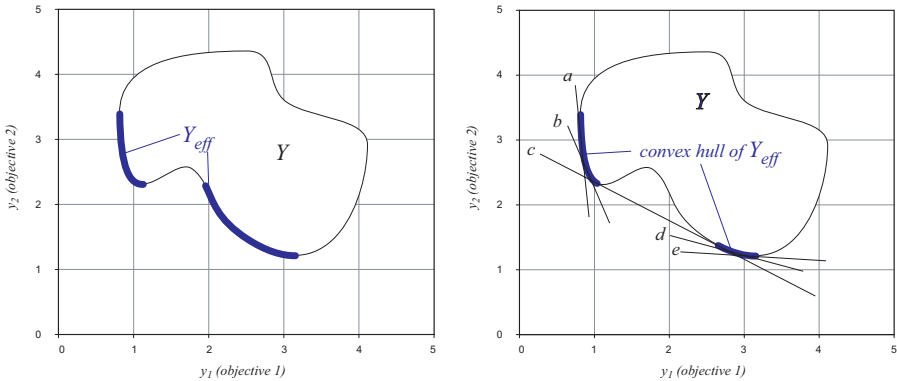 5
4
3
2
1
0
0 1 2 3 4 5
y2 (objective 2)
y1 (objective 1)
Yeff
Y
5
4
3
2
1
0
0 1 2 3 4 5
y2 (objective 2)
y1 (objective 1)
a
b
c
d
e
Y
convex hull of Yeff